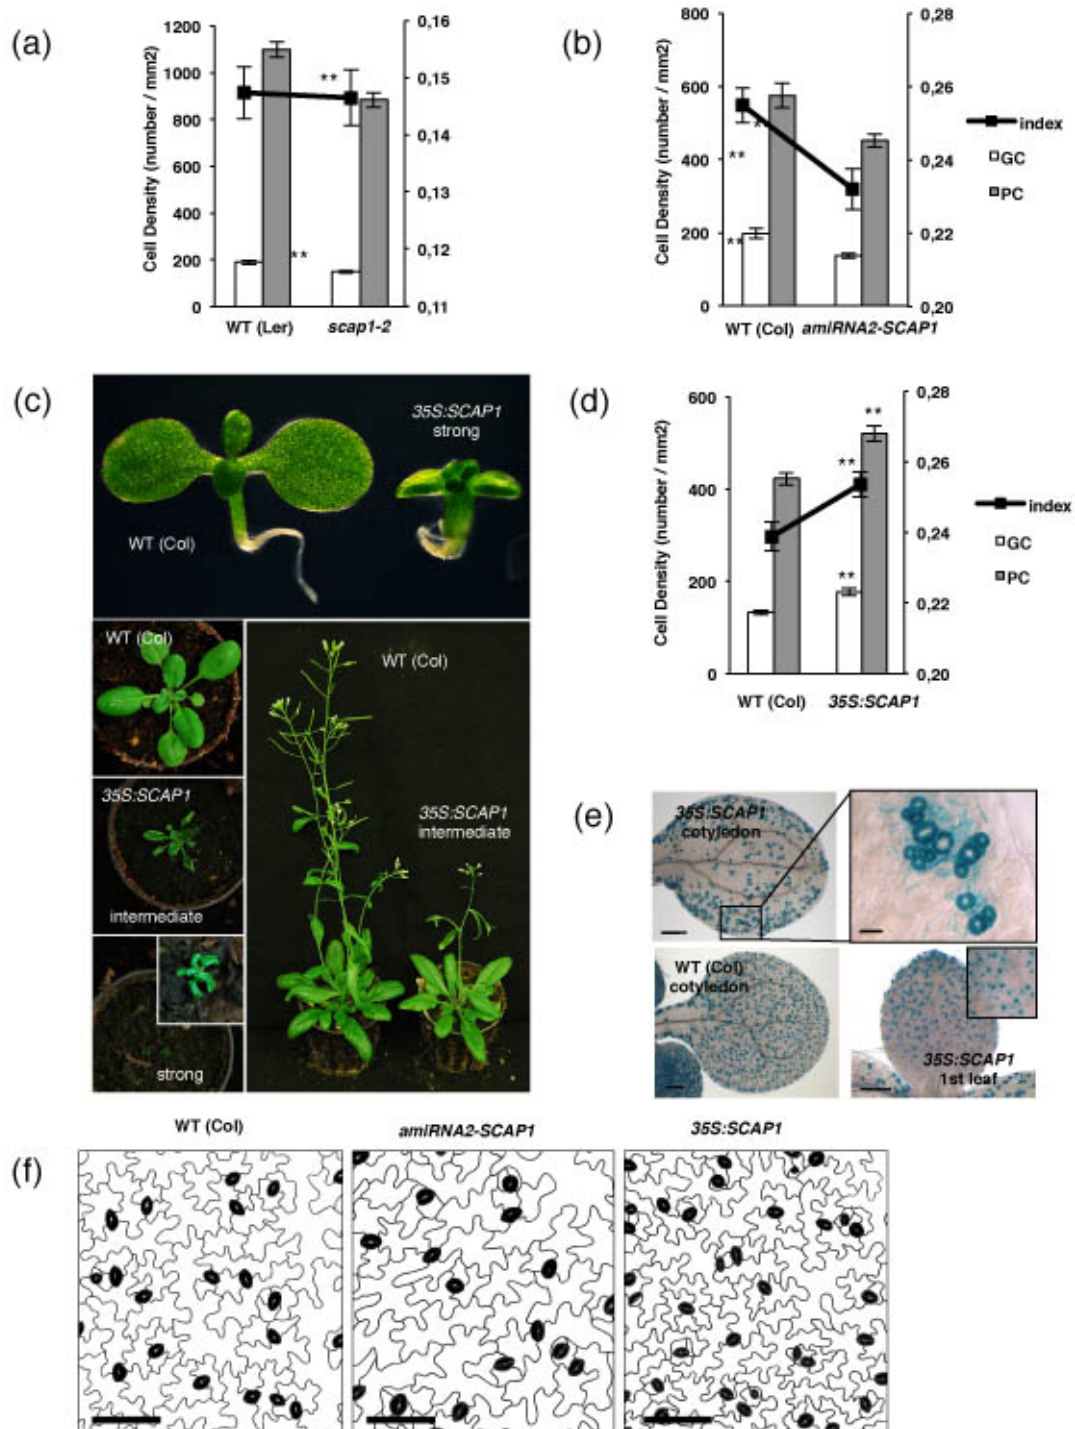 (a)
Cell Density (number / mm2)
1200
1000
800
600
400
200
0
0,16
0,15
0,14
0,13
0,12
0,11
**
**
WT (Ler)
scap1-2
(b)
Cell Density (number / mm2)
800
600
400
200
0
0,28
0,26
0,24
0,22
0,20
*
**
**
WT (Col)
amiRNA2-SCAP1
index
GC
PC
(c)
WT (Col)
35S:SCAP1
strong
WT (Col)
35S:SCAP1
intermediate
strong
WT (Col)
35S:SCAP1
intermediate
(d)
Cell Density (number / mm2)
600
400
200
0
0,28
0,26
0,24
0,22
0,20
**
**
**
WT (Col)
35S:SCAP1
index
GC
PC
(e)
35S:SCAP1
cotyledon
WT (Col)
cotyledon
35S:SCAP1
1st leaf
(f)
WT (Col)
amiRNA2-SCAP1
35S:SCAP1